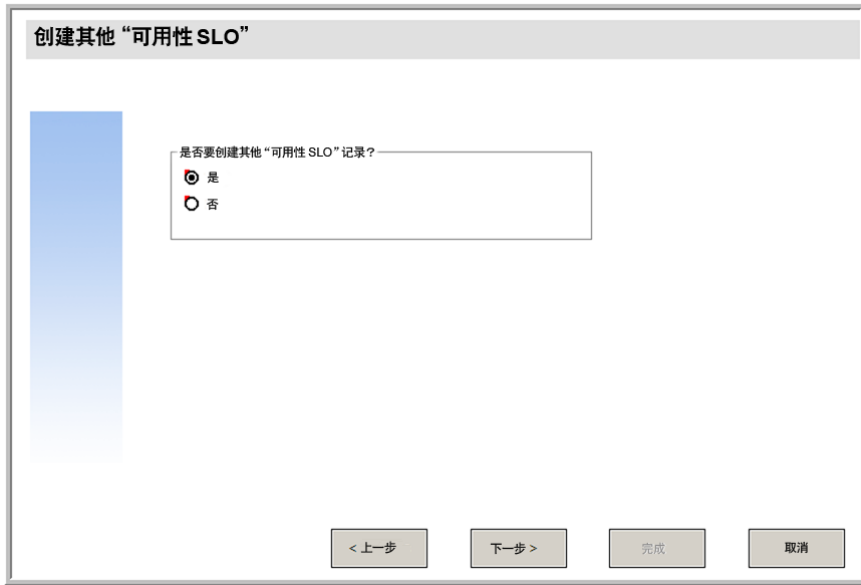 创建其他“可用性 SLO”
是否要创建其他“可用性 SLO”记录？
是
否
< 上一步
下一步 >
完成
取消